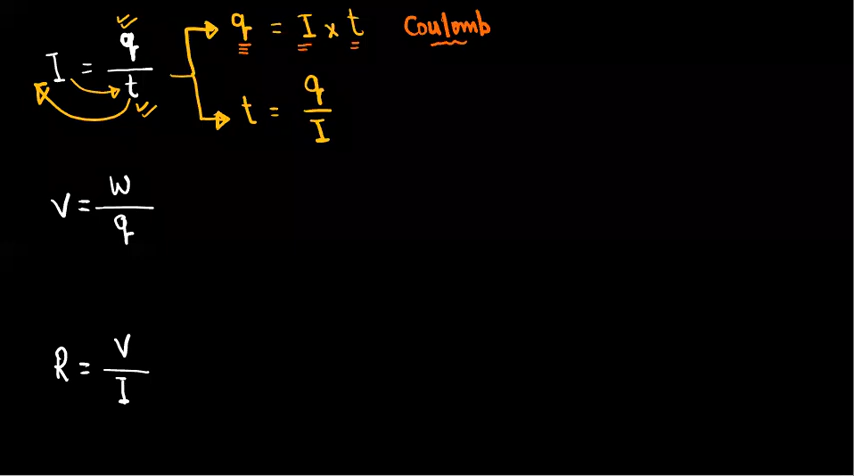 I = q/t
q = I × t Coulomb
t = q/I
V = W/q
R = V/I